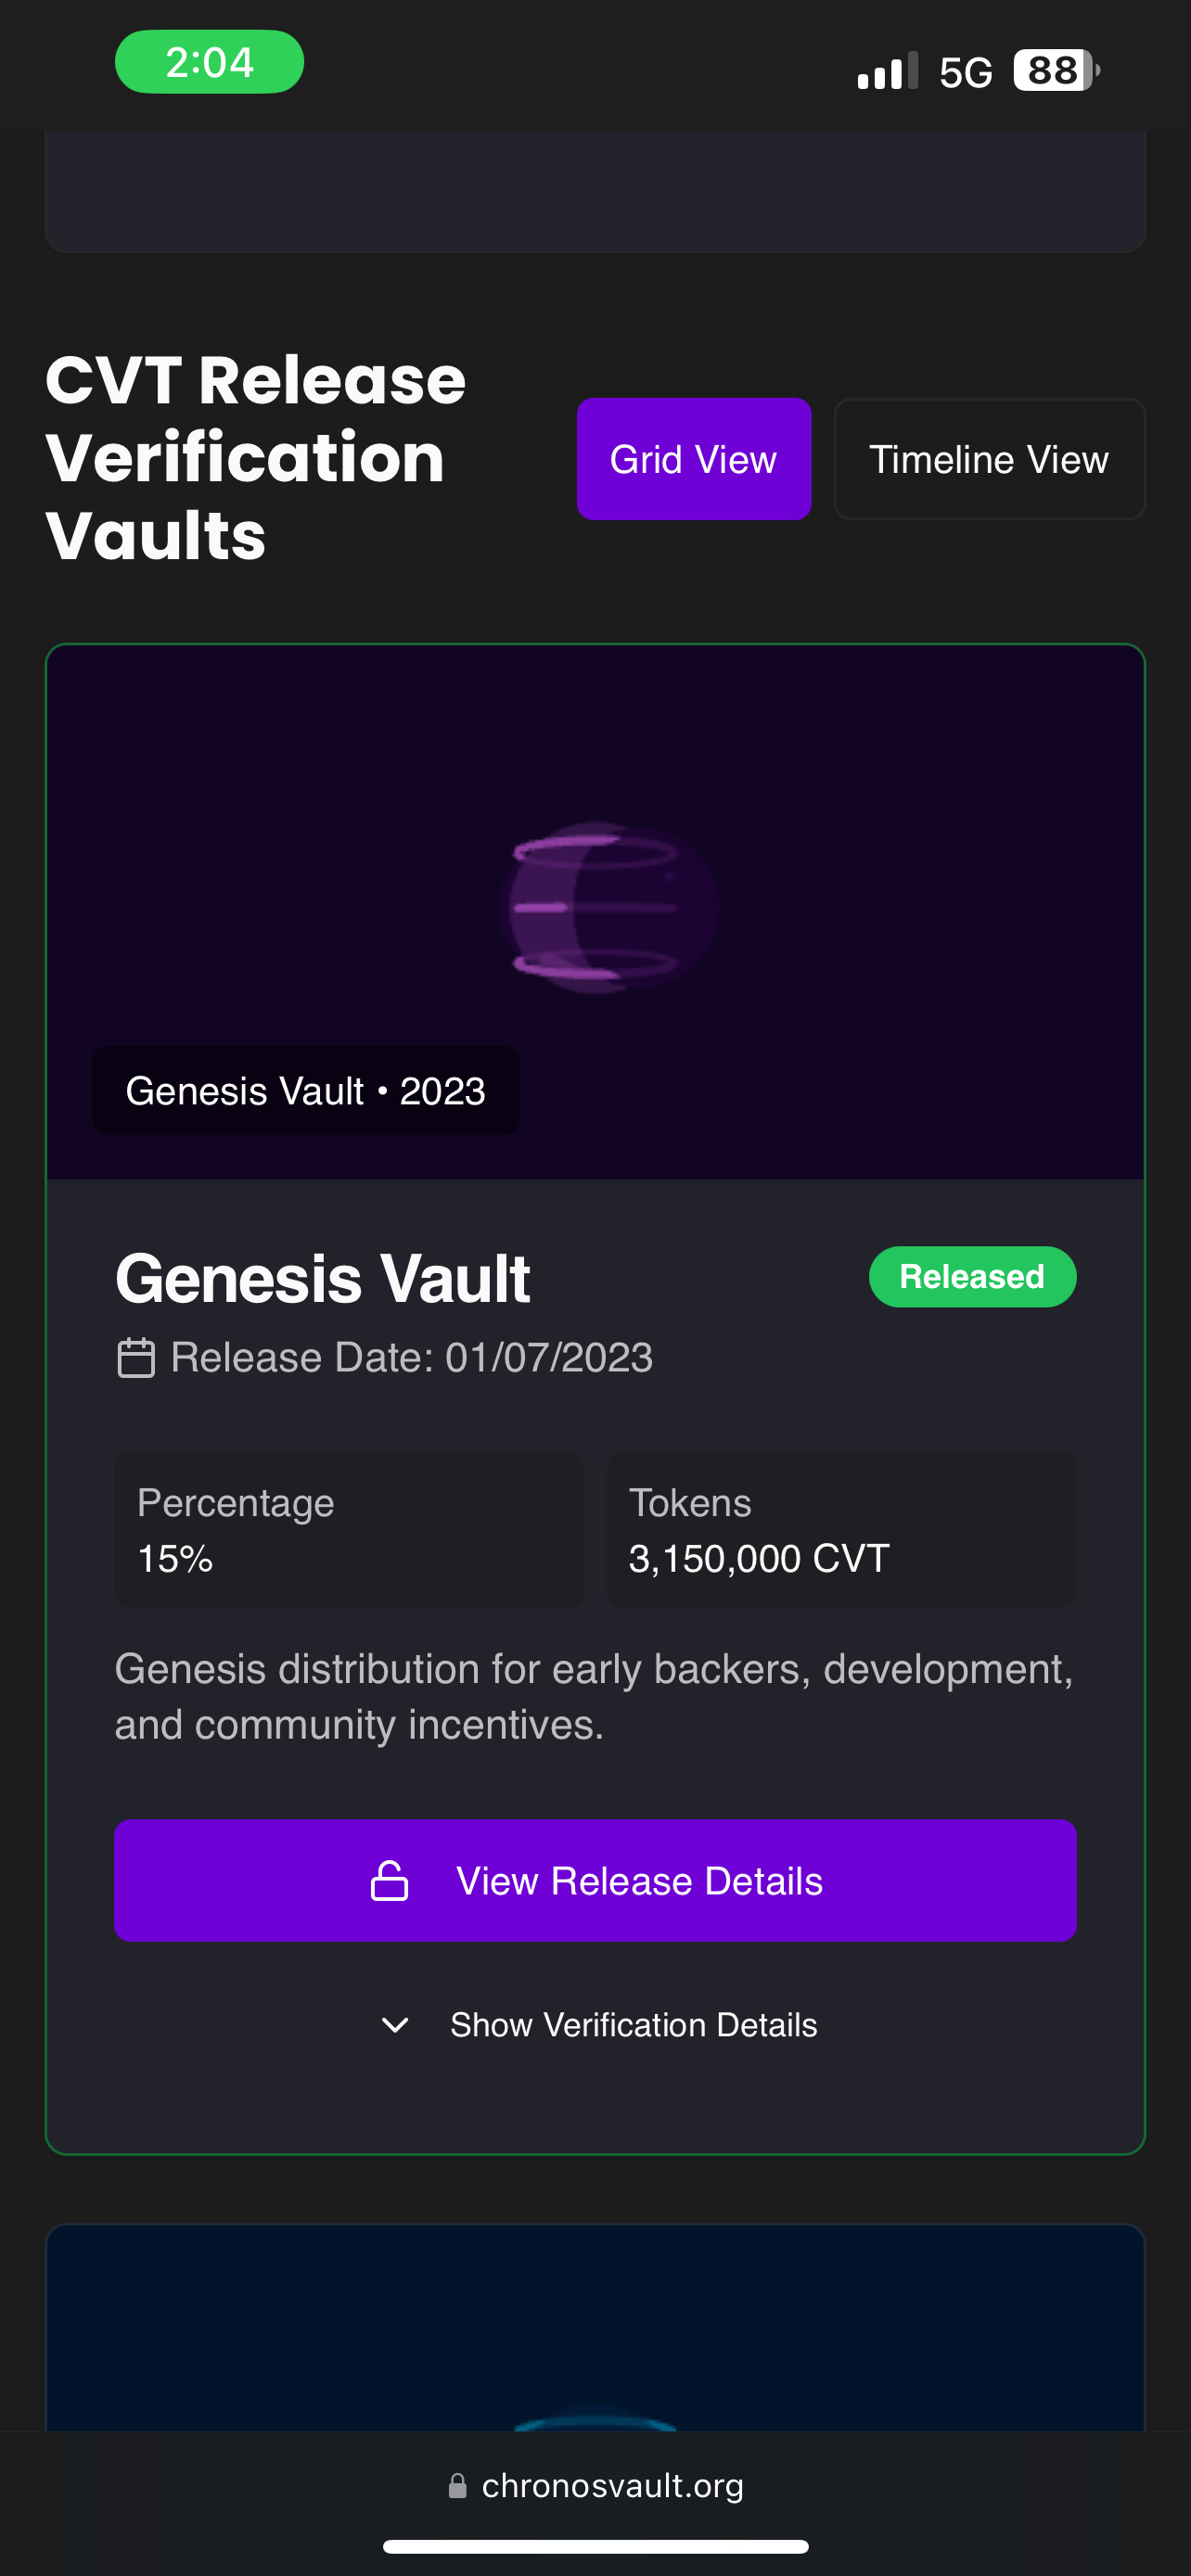 2:04
5G
88
CVT Release
Verification
Vaults
Grid View
Timeline View
Genesis Vault • 2023
Genesis Vault
Released
Release Date: 01/07/2023
Percentage
15%
Tokens
3,150,000 CVT
Genesis distribution for early backers, development,
and community incentives.
View Release Details
Show Verification Details
chronosvault.org